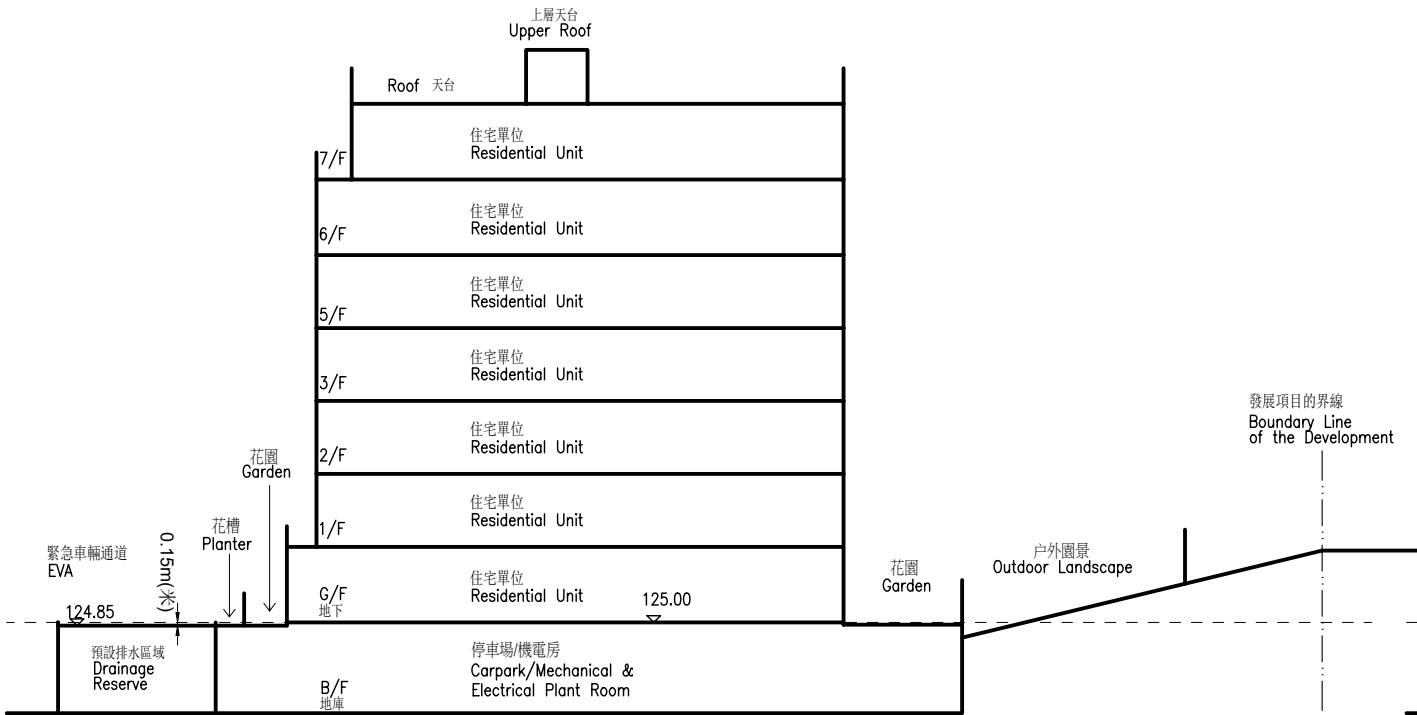 上層天台
Upper Roof
Roof 天台
7/F
住宅單位
Residential Unit
6/F
住宅單位
Residential Unit
5/F
住宅單位
Residential Unit
3/F
住宅單位
Residential Unit
2/F
住宅單位
Residential Unit
1/F
住宅單位
Residential Unit
G/F
地下
住宅單位
Residential Unit
125.00
B/F
地庫
停車場/機電房
Carpark/Mechanical &
Electrical Plant Room
花園
Garden
花槽
Planter
0.15m(米)
緊急車輛通道
EVA
124.85
預設排水區域
Drainage
Reserve
花園
Garden
户外園景
Outdoor Landscape
發展項目的界線
Boundary Line
of the Development